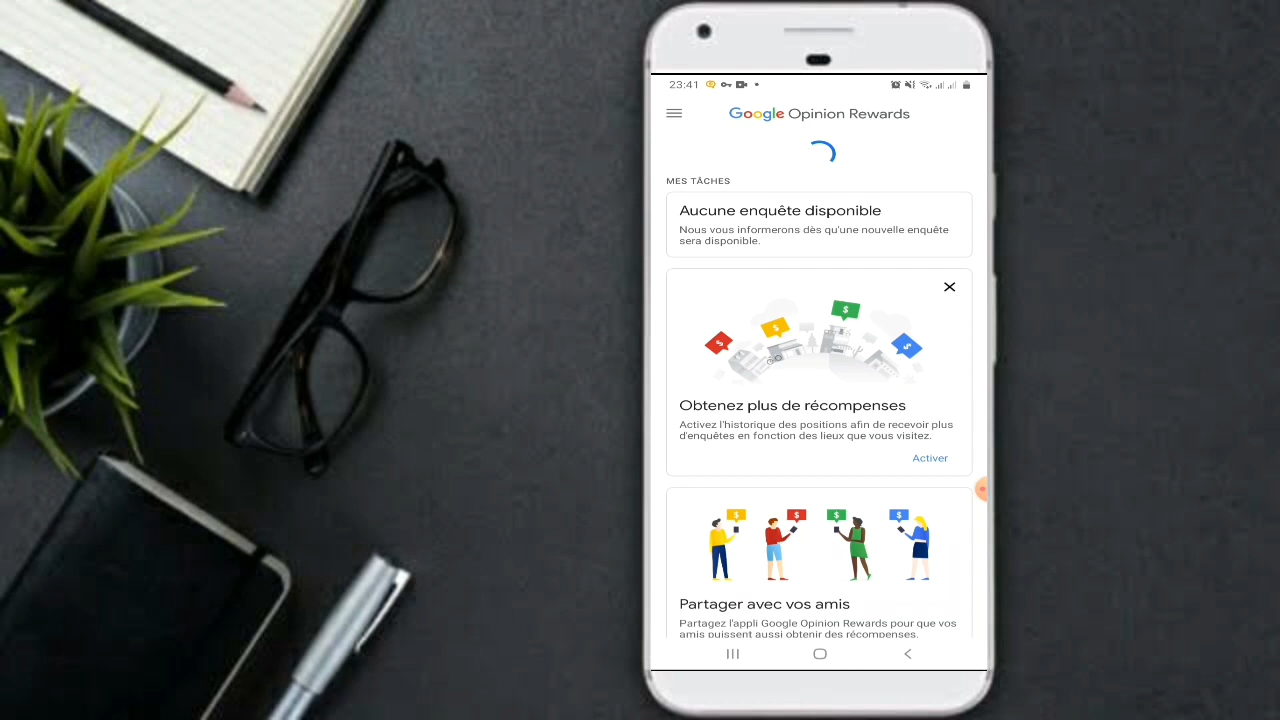 23:41
Google Opinion Rewards
MES TÂCHES
Aucune enquête disponible
Nous vous informerons dès qu'une nouvelle enquête
sera disponible.
$ $ $ $
Obtenez plus de récompenses
Activez l'historique des positions afin de recevoir plus
d'enquêtes en fonction des lieux que vous visitez.
Activer
$ $ $ $
Partager avec vos amis
Partagez l'appli Google Opinion Rewards pour que vos
amis puissent aussi obtenir des récompenses.